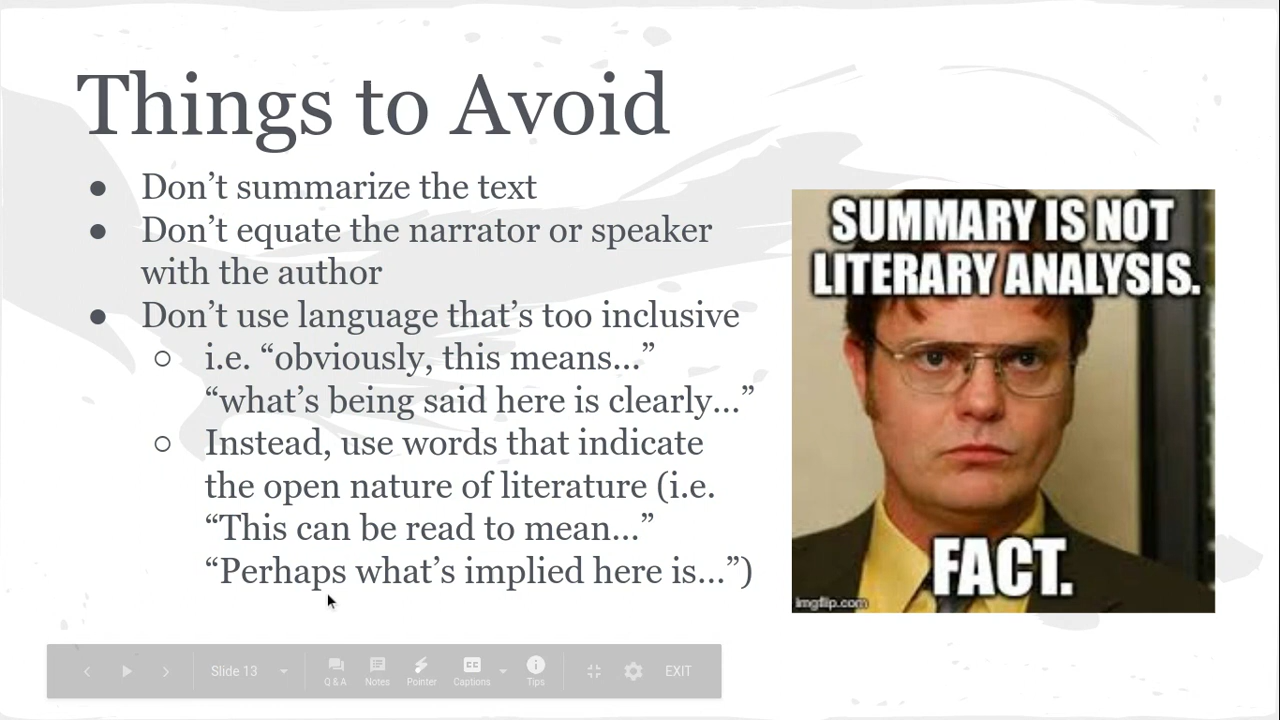 Things to Avoid
● Don’t summarize the text
● Don’t equate the narrator or speaker
with the author
● Don’t use language that’s too inclusive
○ i.e. “obviously, this means...”
“what’s being said here is clearly...”
○ Instead, use words that indicate
the open nature of literature (i.e.
“This can be read to mean...”
“Perhaps what’s implied here is...”)
SUMMARY IS NOT
LITERARY ANALYSIS.
FACT.
imgflip.com
Slide 13
Q & A
Notes
Pointer
CC
Captions
Tips
EXIT